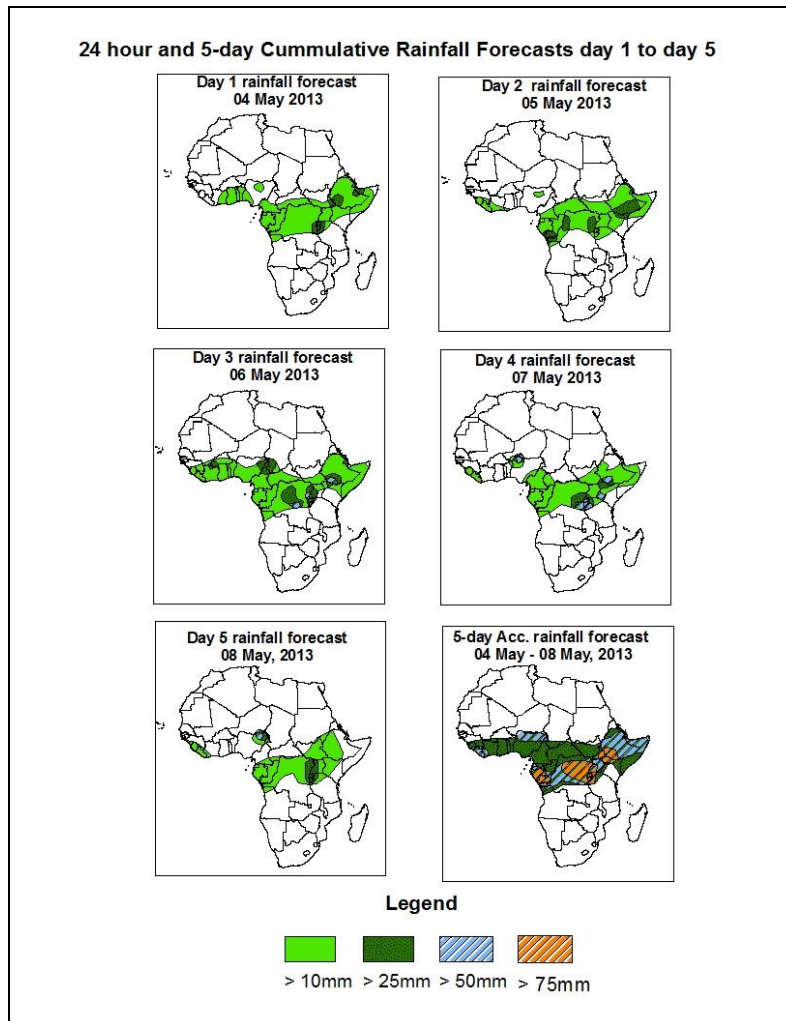 24 hour and 5-day Cummulative Rainfall Forecasts day 1 to day 5
Day 1 rainfall forecast
04 May 2013
Day 2 rainfall forecast
05 May 2013
Day 3 rainfall forecast
06 May 2013
Day 4 rainfall forecast
07 May 2013
Day 5 rainfall forecast
08 May, 2013
5-day Acc. rainfall forecast
04 May - 08 May, 2013
Legend
> 10mm > 25mm > 50mm > 75mm